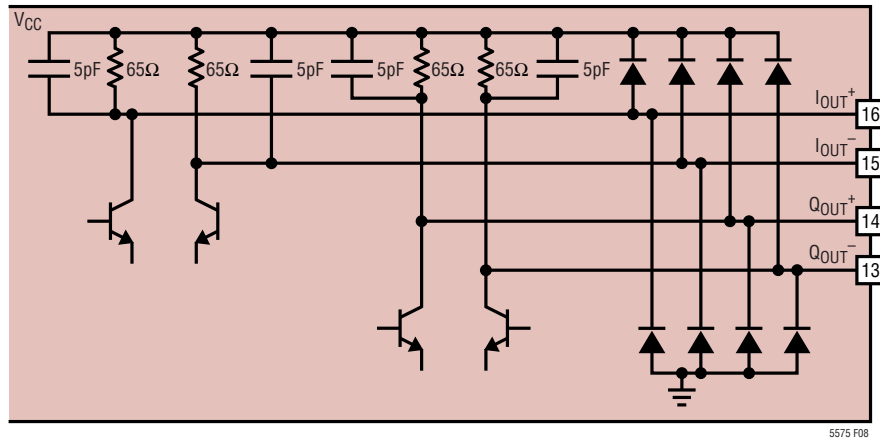 VCC
5pF 65Ω 65Ω 5pF 5pF 65Ω 65Ω 5pF
IOUT+
16
IOUT–
15
QOUT+
14
QOUT–
13
5575 F08